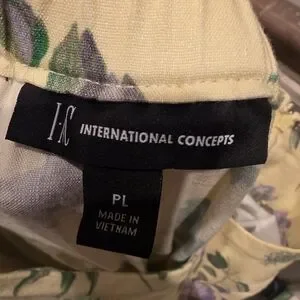 I·C INTERNATIONAL CONCEPTS
PL
MADE IN
VIETNAM